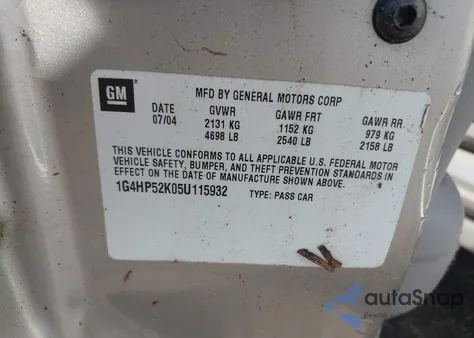 GM
MFD BY GENERAL MOTORS CORP
DATE GVWR GAWR FRT GAWR RR
07/04 2131 KG 1152 KG 979 KG
4698 LB 2540 LB 2158 LB
THIS VEHICLE CONFORMS TO ALL APPLICABLE U.S. FEDERAL MOTOR
VEHICLE SAFETY, BUMPER, AND THEFT PREVENTION STANDARDS IN
EFFECT ON THE DATE OF MANUFACTURE SHOWN ABOVE.
1G4HP52K05U115932 TYPE: PASS CAR
autaSnap